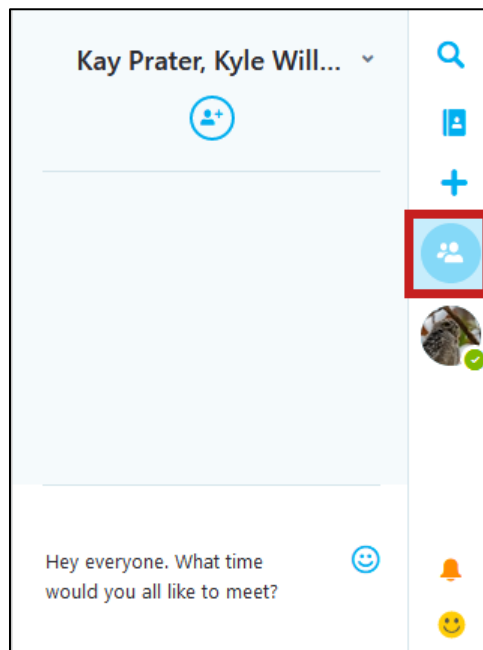 Kay Prater, Kyle Will...
Hey everyone. What time
would you all like to meet?